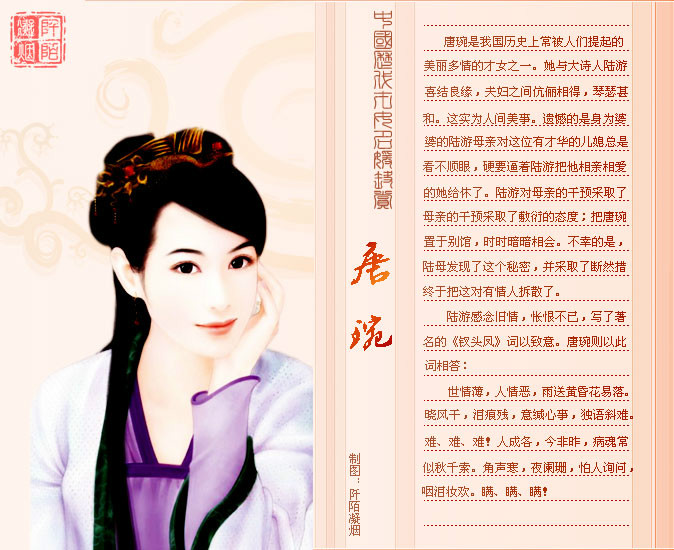 阡陌
凝烟
唐琬
制图：阡陌凝烟
唐琬是我国历史上常被人们提起的
美丽多情的才女之一。她与大诗人陆游
喜结良缘，夫妇之间伉俪相得，琴瑟甚
和。这实为人间美事。遗憾的是身为婆
婆的陆游母亲对这位有才华的儿媳总是
看不顺眼，硬要逼着陆游把他相亲相爱
的她给休了。陆游对母亲的干预采取了
母亲的干预采取了敷衍的态度；把唐琬
置于别馆，时时暗暗相会。不幸的是，
陆母发现了这个秘密，并采取了断然措
终于把这对有情人拆散了。
陆游感念旧情，怅恨不已，写了著
名的《钗头凤》词以致意。唐琬则以此
词相答：
世情薄，人情恶，雨送黄昏花易落。
晓风干，泪痕残，意缄心事，独语斜难。
难、难、难！人成各，今非昨，病魂常
似秋千索。角声寒，夜阑珊，怕人询问，
咽泪妆欢。瞒、瞒、瞒！